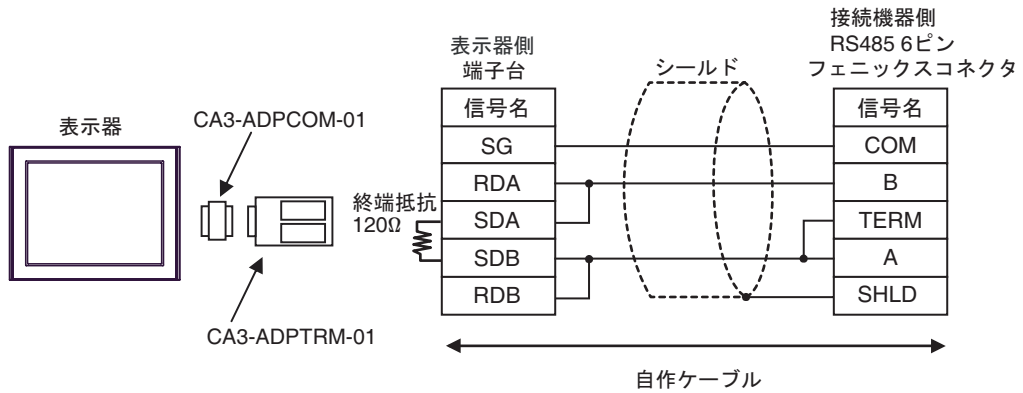 接続機器側
RS485 6ピン
フェニックスコネクタ
表示器側
端子台
シールド
信号名
信号名
表示器
CA3-ADPCOM-01
SG
COM
RDA
B
終端抵抗
120Ω
SDA
TERM
SDB
A
RDB
SHLD
CA3-ADPTRM-01
自作ケーブル